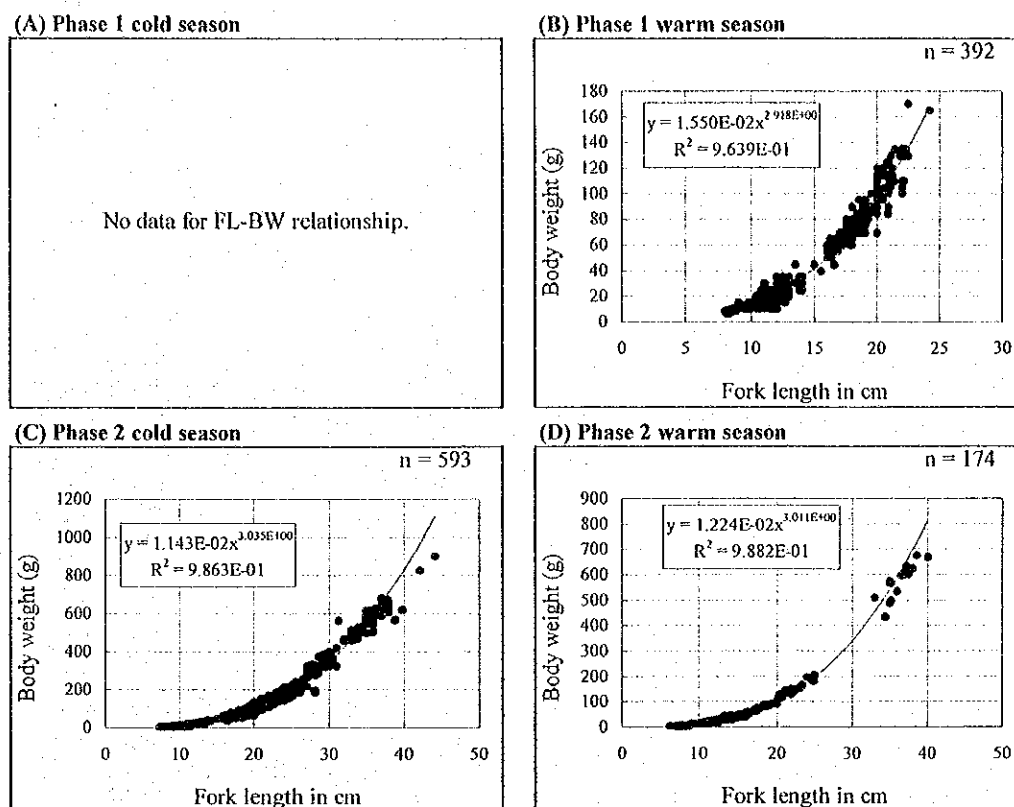 (A) Phase 1 cold season
No data for FL-BW relationship.
(B) Phase 1 warm season
n = 392
180
160
140
120
100
80
60
40
20
0
Body weight (g)
y = 1.550E-02x^2.918E+00
R² = 9.639E-01
0 5 10 15 20 25 30
Fork length in cm
(C) Phase 2 cold season
n = 593
1200
1000
800
600
400
200
0
Body weight (g)
y = 1.143E-02x^3.035E+00
R² = 9.863E-01
0 10 20 30 40 50
Fork length in cm
(D) Phase 2 warm season
n = 174
900
800
700
600
500
400
300
200
100
0
Body weight (g)
y = 1.224E-02x^3.011E+00
R² = 9.882E-01
0 10 20 30 40 50
Fork length in cm